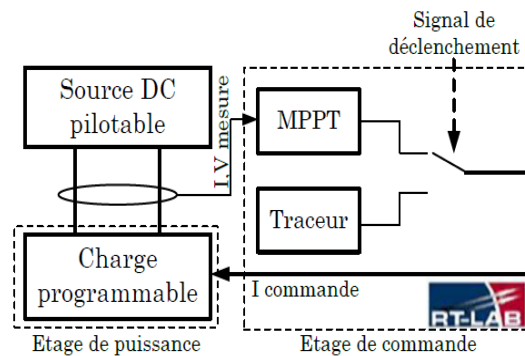 Signal de
déclenchement
Source DC
pilotable
I,V mesure
MPPT
Traceur
Charge
programmable
I commande
RT-LAB
Etage de puissance
Etage de commande